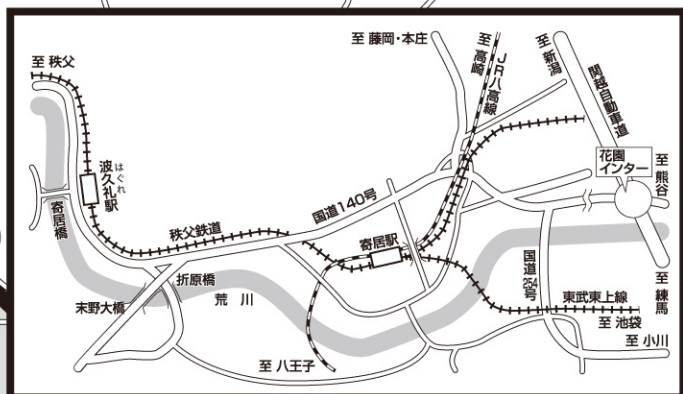 至 藤岡・本庄
至 高崎
JR八高線
至 新潟
関越自動車道
至 秩父
はぐれ
波久礼駅
国道140号
花園
インター
至 熊谷
寄居橋
秩父鉄道
寄居駅
折原橋
荒 川
末野大橋
国道254号
東武東上線
至 練馬
至 池袋
至 八王子
至 小川